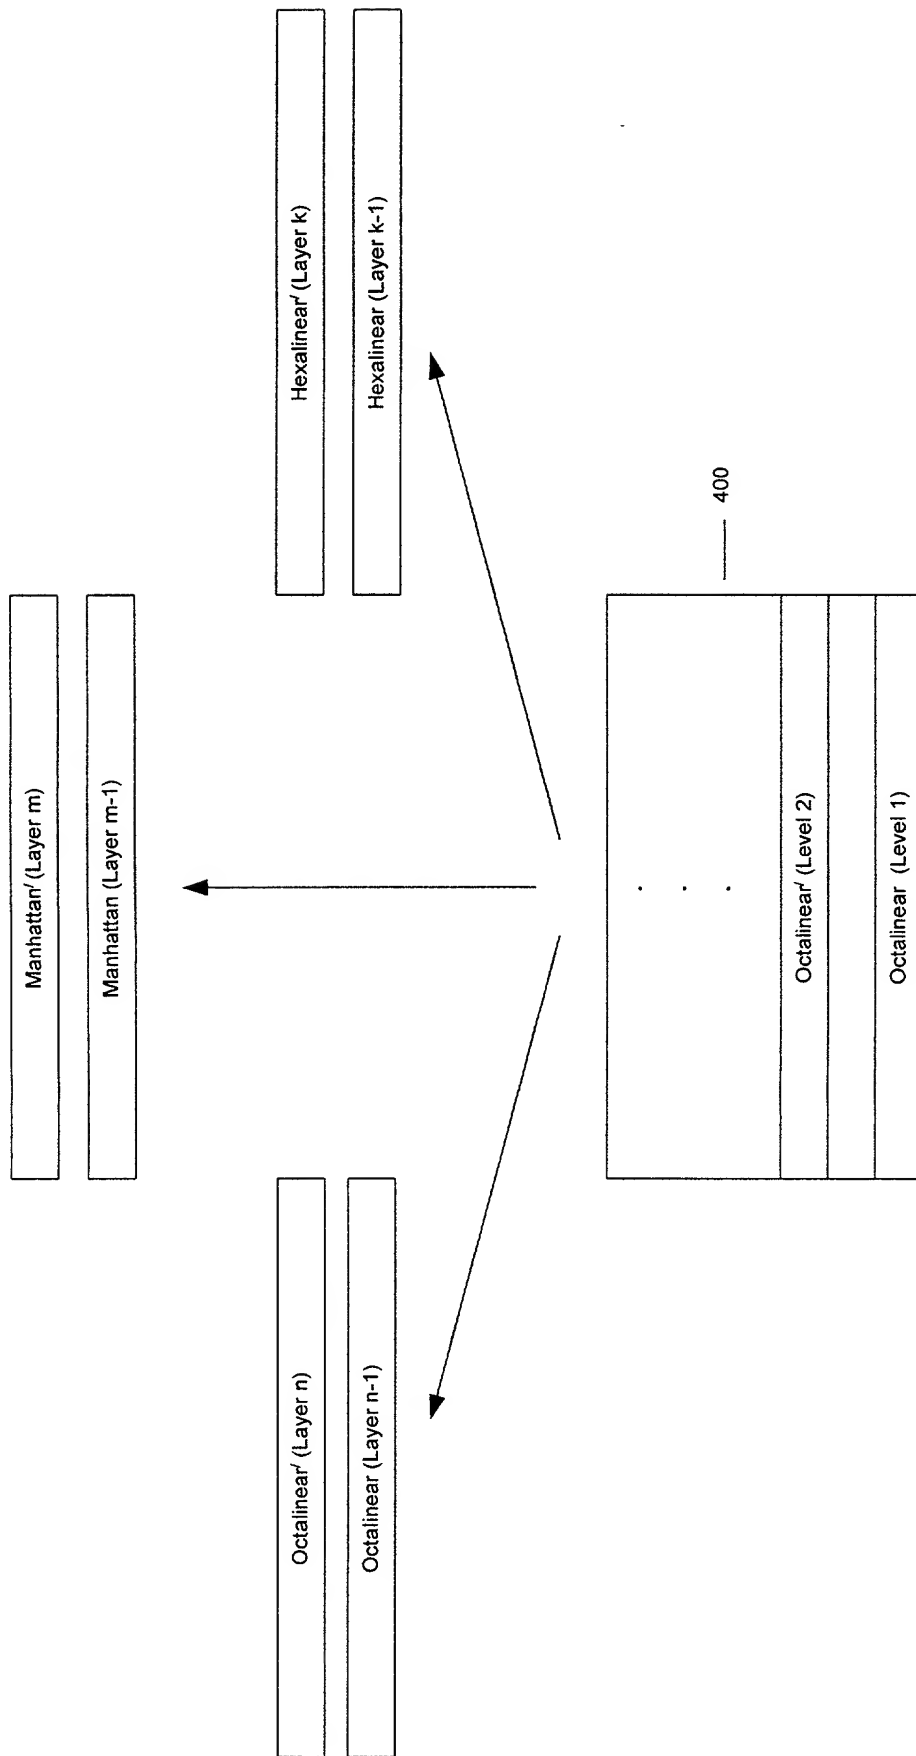 Manhattan′ (Layer m)
Manhattan (Layer m-1)
Octalinear′ (Layer n)
Octalinear (Layer n-1)
Hexalinear′ (Layer k)
Hexalinear (Layer k-1)
400
. . .
Octalinear′ (Level 2)
Octalinear (Level 1)